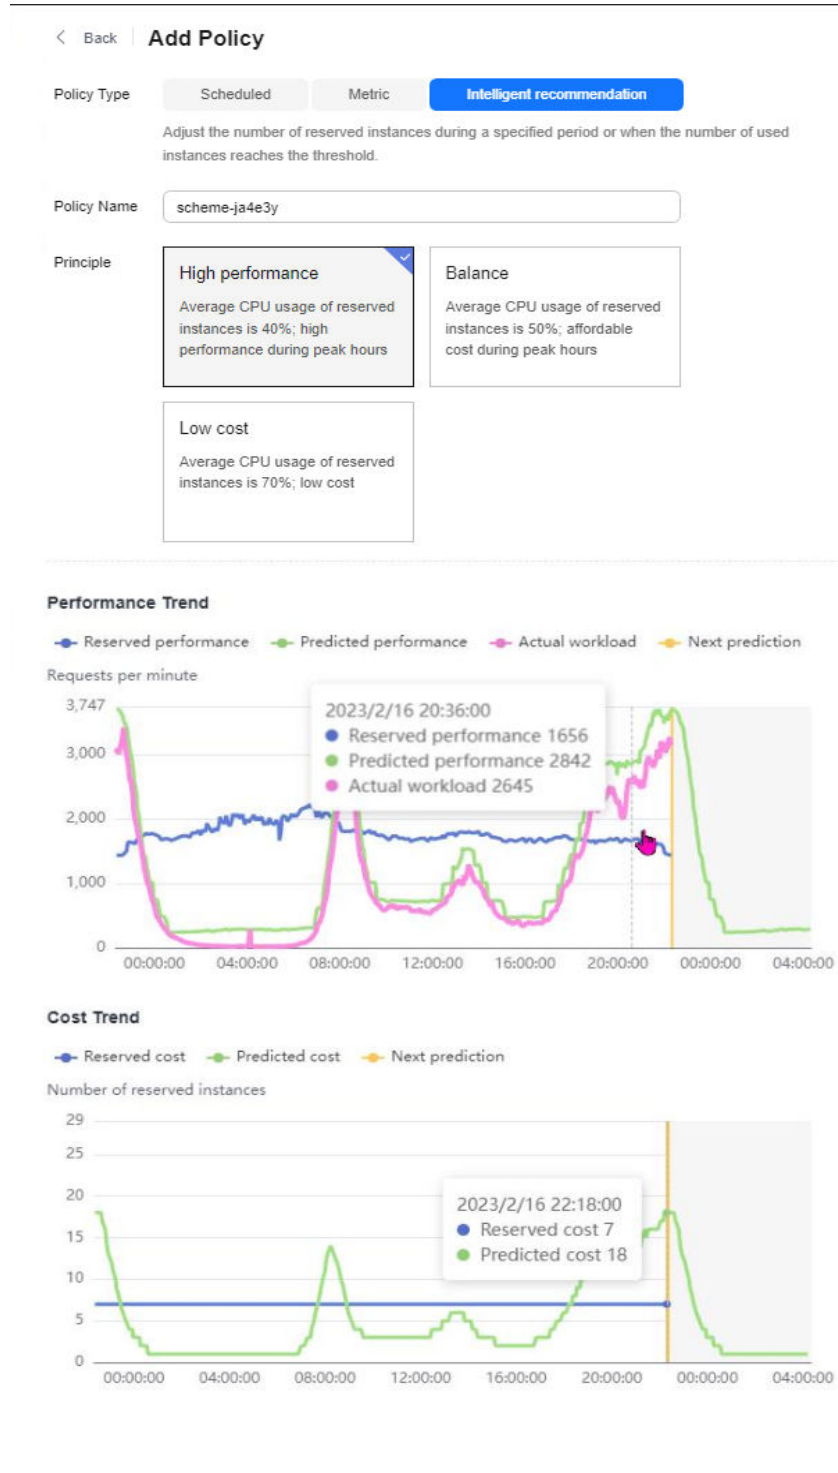 Back Add Policy
Policy Type Scheduled Metric Intelligent recommendation
Adjust the number of reserved instances during a specified period or when the number of used
instances reaches the threshold.
Policy Name scheme-ja4e3y
Principle
High performance
Average CPU usage of reserved
instances is 40%; high
performance during peak hours
Balance
Average CPU usage of reserved
instances is 50%; affordable
cost during peak hours
Low cost
Average CPU usage of reserved
instances is 70%; low cost
Performance Trend
Reserved performance Predicted performance Actual workload Next prediction
Requests per minute
3,747
3,000
2,000
1,000
0
2023/2/16 20:36:00
Reserved performance 1656
Predicted performance 2842
Actual workload 2645
00:00:00 04:00:00 08:00:00 12:00:00 16:00:00 20:00:00 00:00:00 04:00:00
Cost Trend
Reserved cost Predicted cost Next prediction
Number of reserved instances
29
25
20
15
10
5
0
2023/2/16 22:18:00
Reserved cost 7
Predicted cost 18
00:00:00 04:00:00 08:00:00 12:00:00 16:00:00 20:00:00 00:00:00 04:00:00